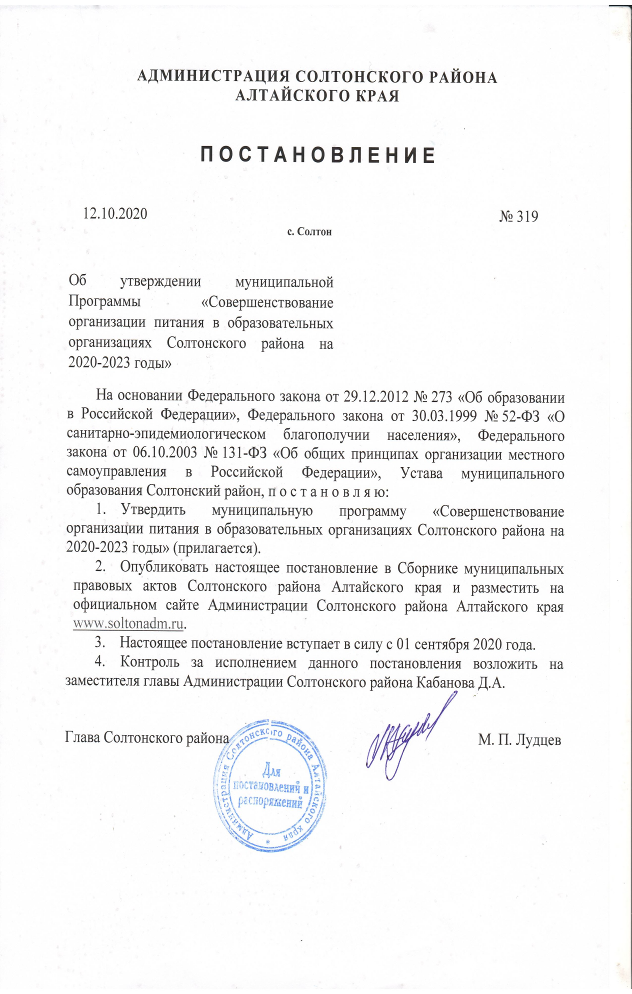 АДМИНИСТРАЦИЯ СОЛТОНСКОГО РАЙОНА
АЛТАЙСКОГО КРАЯ
ПОСТАНОВЛЕНИЕ
12.10.2020
№ 319
с. Солтон
Об утверждении муниципальной
Программы «Совершенствование
организации питания в образовательных
организациях Солтонского района на
2020-2023 годы»
На основании Федерального закона от 29.12.2012 № 273 «Об образовании
в Российской Федерации», Федерального закона от 30.03.1999 № 52-ФЗ «О
санитарно-эпидемиологическом благополучии населения», Федерального
закона от 06.10.2003 № 131-ФЗ «Об общих принципах организации местного
самоуправления в Российской Федерации», Устава муниципального
образования Солтонский район, п о с т а н о в л я ю:
1. Утвердить муниципальную программу «Совершенствование
организации питания в образовательных организациях Солтонского района на
2020-2023 годы» (прилагается).
2. Опубликовать настоящее постановление в Сборнике муниципальных
правовых актов Солтонского района Алтайского края и разместить на
официальном сайте Администрации Солтонского района Алтайского края
www.soltonadm.ru.
3. Настоящее постановление вступает в силу с 01 сентября 2020 года.
4. Контроль за исполнением данного постановления возложить на
заместителя главы Администрации Солтонского района Кабанова Д.А.
Глава Солтонского района
М. П. Лудцев
Администрация Солтонского района Алтайского края
Для
постановлений и
распоряжений